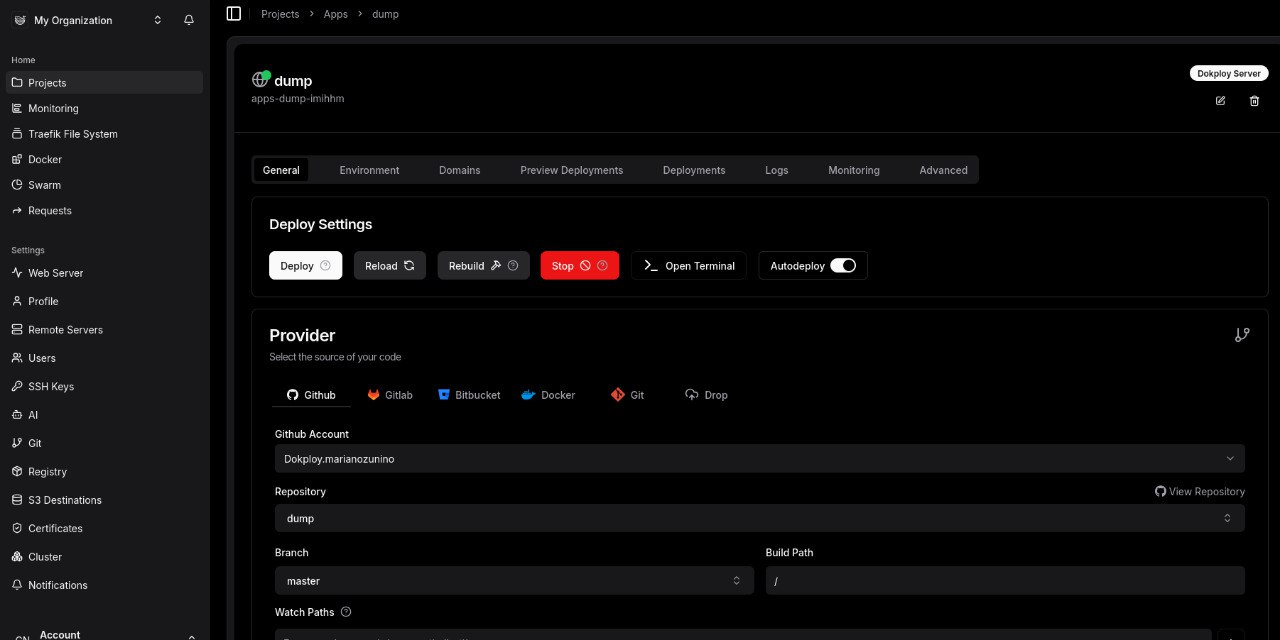 My Organization
Home
Projects
Monitoring
Traefik File System
Docker
Swarm
Requests
Settings
Web Server
Profile
Remote Servers
Users
SSH Keys
AI
Git
Registry
S3 Destinations
Certificates
Cluster
Notifications
Account
Projects > Apps > dump
dump
apps-dump-imihhm
Dokploy Server
General Environment Domains Preview Deployments Deployments Logs Monitoring Advanced
Deploy Settings
Deploy Reload Rebuild Stop Open Terminal Autodeploy
Provider
Select the source of your code
Github Gitlab Bitbucket Docker Git Drop
Github Account
Dokploy.marianozunino
Repository View Repository
dump
Branch Build Path
master /
Watch Paths